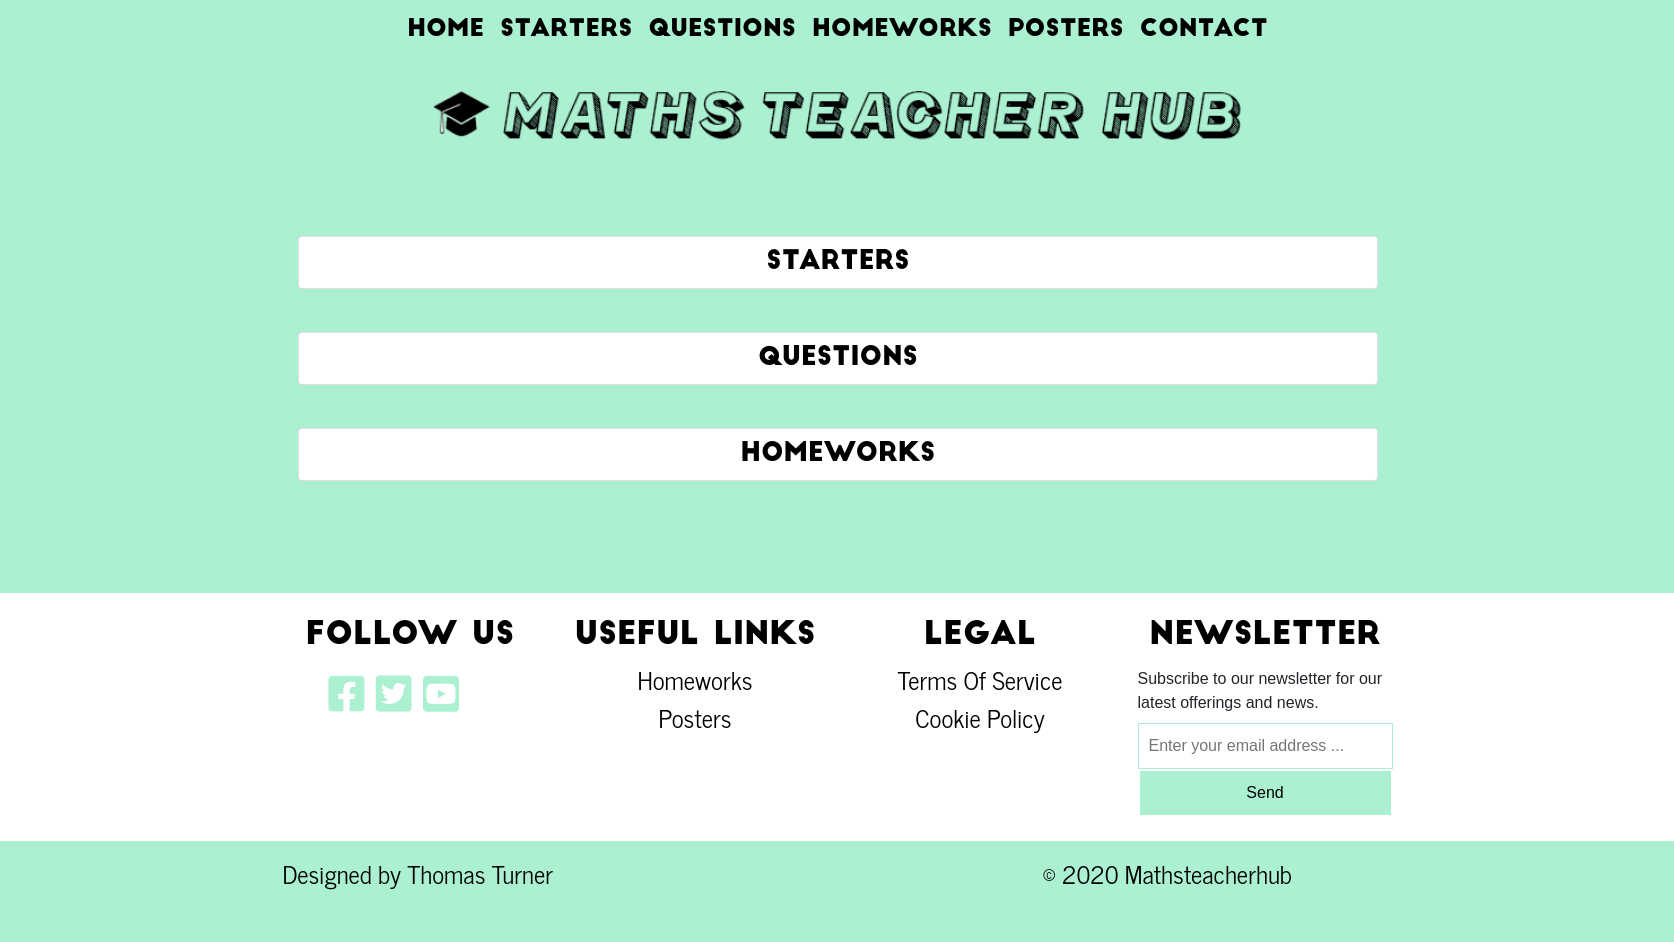 HOME STARTERS QUESTIONS HOMEWORKS POSTERS CONTACT
MATHS TEACHER HUB
STARTERS
QUESTIONS
HOMEWORKS
FOLLOW US
USEFUL LINKS
Homeworks
Posters
LEGAL
Terms Of Service
Cookie Policy
NEWSLETTER
Subscribe to our newsletter for our
latest offerings and news.
Enter your email address ...
Send
Designed by Thomas Turner
© 2020 Mathsteacherhub